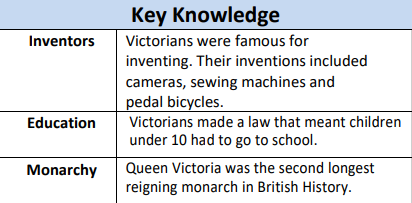 Key Knowledge
Inventors
Victorians were famous for
inventing. Their inventions included
cameras, sewing machines and
pedal bicycles.
Education
Victorians made a law that meant children
under 10 had to go to school.
Monarchy
Queen Victoria was the second longest
reigning monarch in British History.